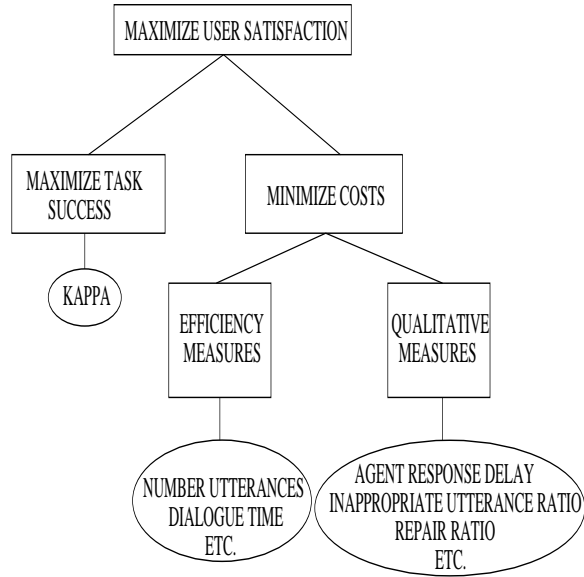 MAXIMIZE USER SATISFACTION
MAXIMIZE TASK
SUCCESS
MINIMIZE COSTS
KAPPA
EFFICIENCY
MEASURES
QUALITATIVE
MEASURES
NUMBER UTTERANCES
DIALOGUE TIME
ETC.
AGENT RESPONSE DELAY
INAPPROPRIATE UTTERANCE RATIO
REPAIR RATIO
ETC.